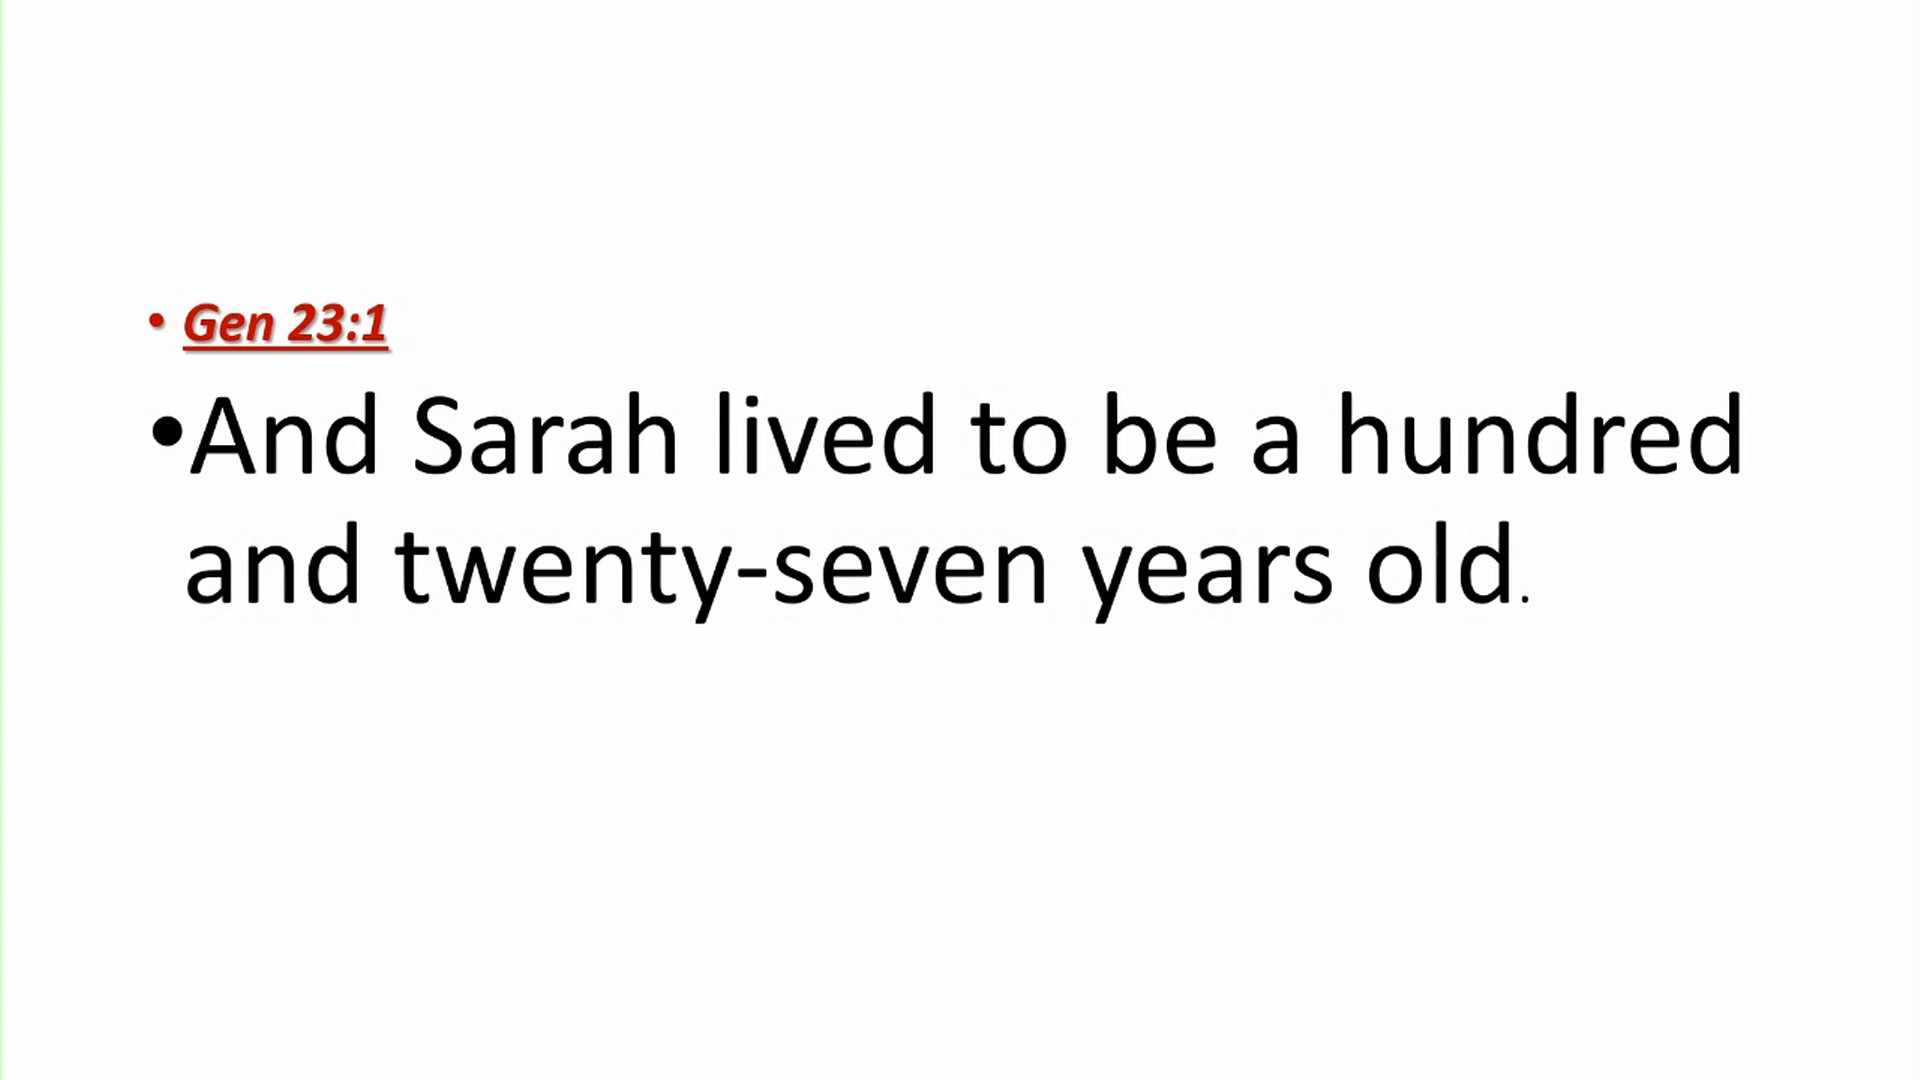 • Gen 23:1
•And Sarah lived to be a hundred
and twenty-seven years old.